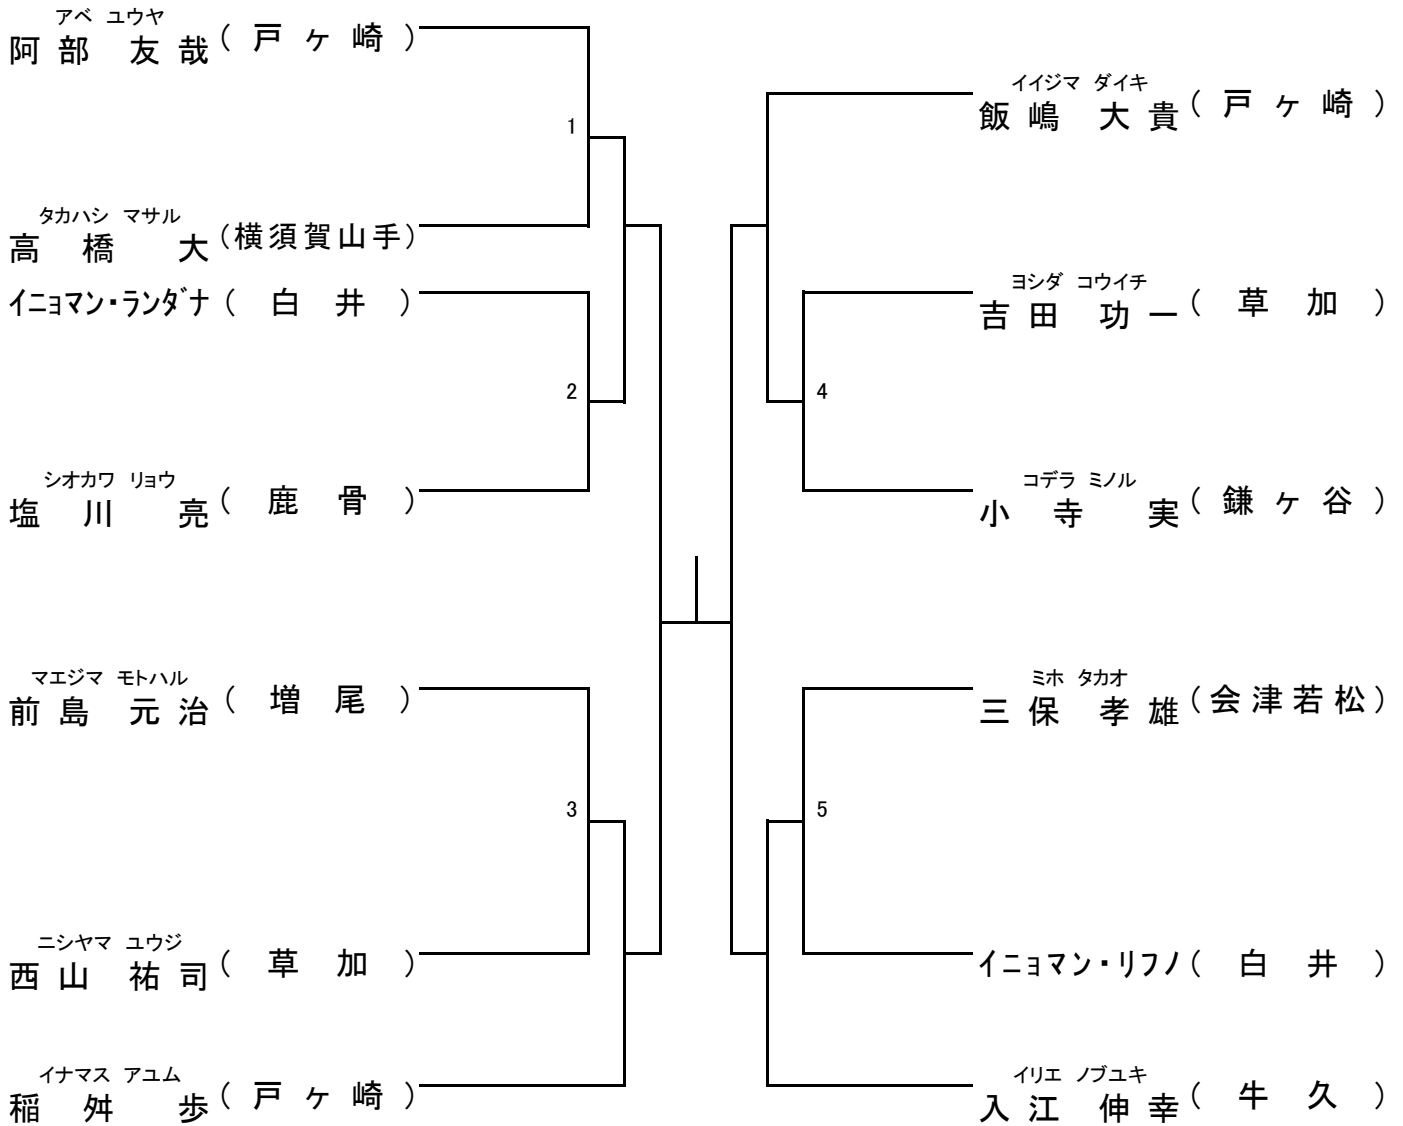 アベ ユウヤ
阿部 友哉 ( 戸ヶ崎 )
1
タカハシ マサル
高橋 大 (横須賀山手)
イニョマン・ランダナ ( 白井 )
2
シオカワ リョウ
塩川 亮 ( 鹿骨 )
マエジマ モトハル
前島 元治 ( 増尾 )
3
ニシヤマ ユウジ
西山 祐司 ( 草加 )
イナマス アユム
稲舛 歩 ( 戸ヶ崎 )
イイジマ ダイキ
飯嶋 大貴 ( 戸ヶ崎 )
ヨシダ コウイチ
吉田 功一 ( 草加 )
4
コデラ ミノル
小寺 実 ( 鎌ヶ谷 )
ミホ タカオ
三保 孝雄 (会津若松)
5
イニョマン・リフノ ( 白井 )
イリエ ノブユキ
入江 伸幸 ( 牛久 )